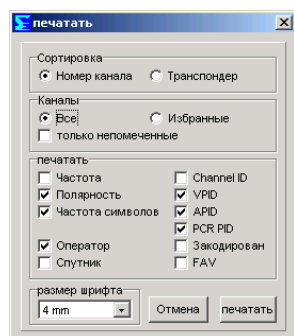 печатать
Сортировка
Номер канала Транспондер
Каналы
Все Избранные
только непомеченные
печатать
Частота Channel ID
Полярность VPID
Частота символов APID
PCR PID
Оператор Закодирован
Спутник FAV
размер шрифта
4 mm Отмена печатать